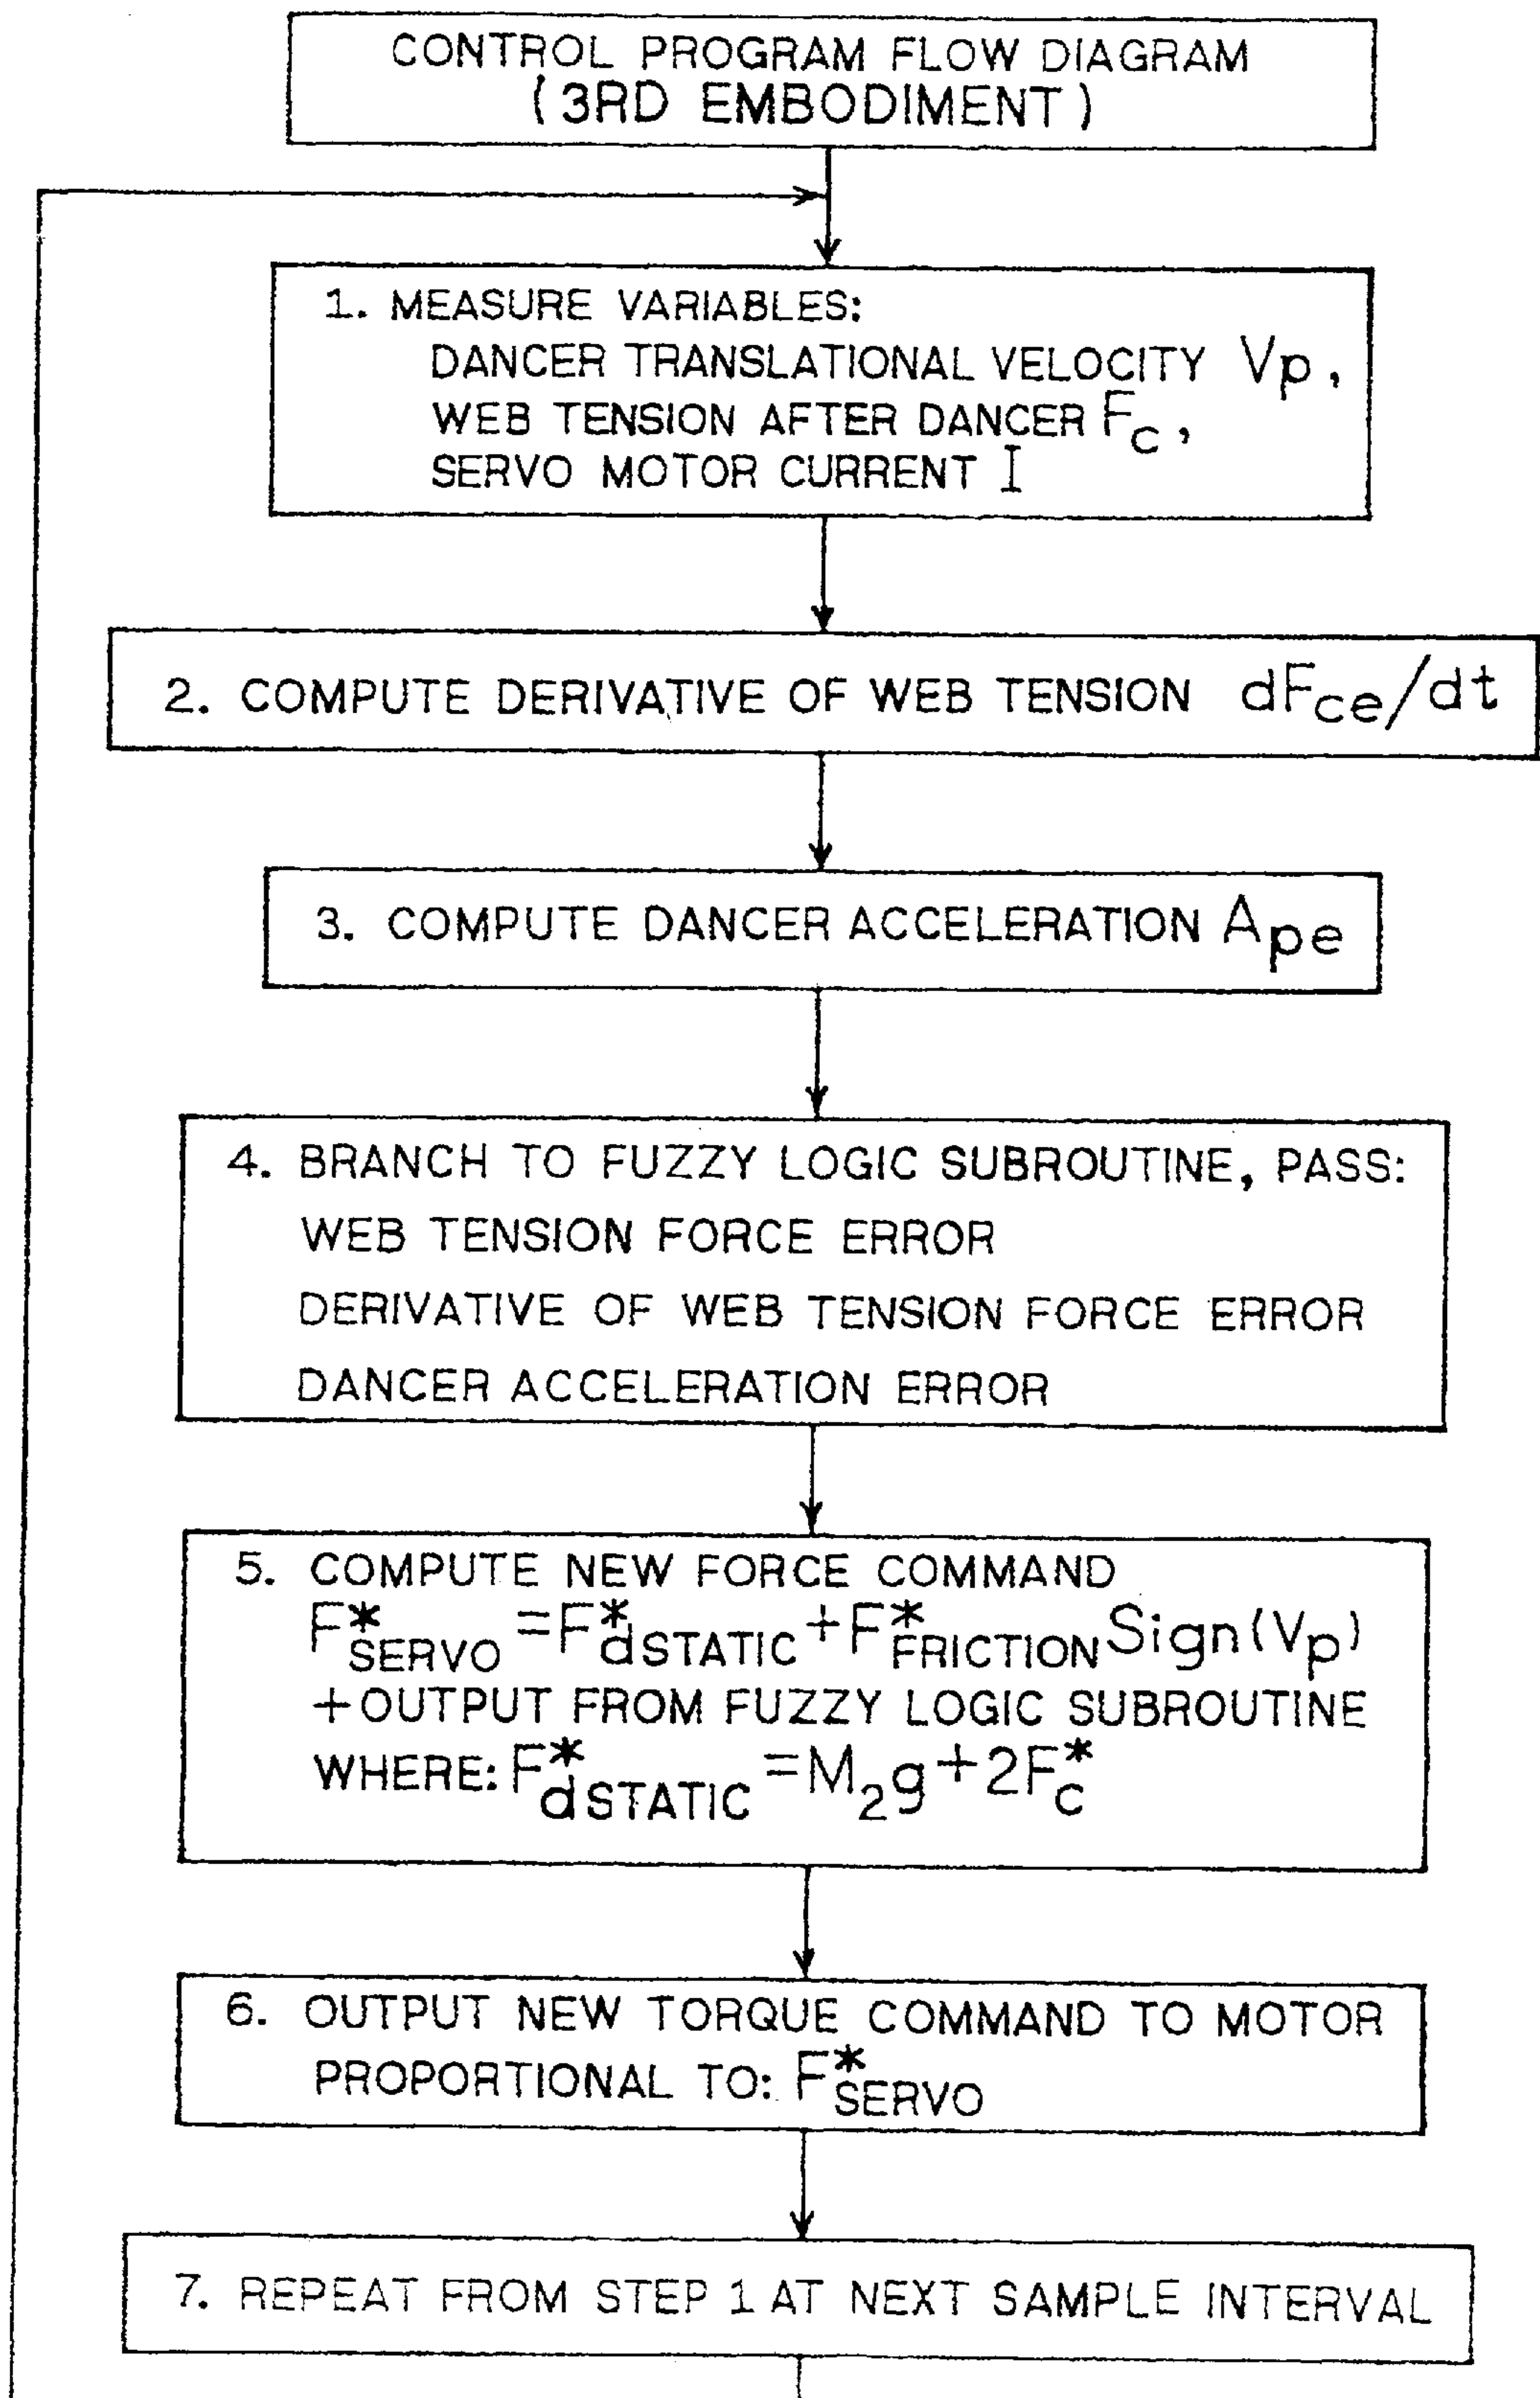 CONTROL PROGRAM FLOW DIAGRAM
(3RD EMBODIMENT)
1. MEASURE VARIABLES:
DANCER TRANSLATIONAL VELOCITY Vp,
WEB TENSION AFTER DANCER Fc,
SERVO MOTOR CURRENT I
2. COMPUTE DERIVATIVE OF WEB TENSION dFce/dt
3. COMPUTE DANCER ACCELERATION Ape
4. BRANCH TO FUZZY LOGIC SUBROUTINE, PASS:
WEB TENSION FORCE ERROR
DERIVATIVE OF WEB TENSION FORCE ERROR
DANCER ACCELERATION ERROR
5. COMPUTE NEW FORCE COMMAND
F*SERVO = F*dSTATIC + F*FRICTION Sign(Vp)
+OUTPUT FROM FUZZY LOGIC SUBROUTINE
WHERE: F*dSTATIC = M2g + 2F*c
6. OUTPUT NEW TORQUE COMMAND TO MOTOR
PROPORTIONAL TO: F*SERVO
7. REPEAT FROM STEP 1 AT NEXT SAMPLE INTERVAL